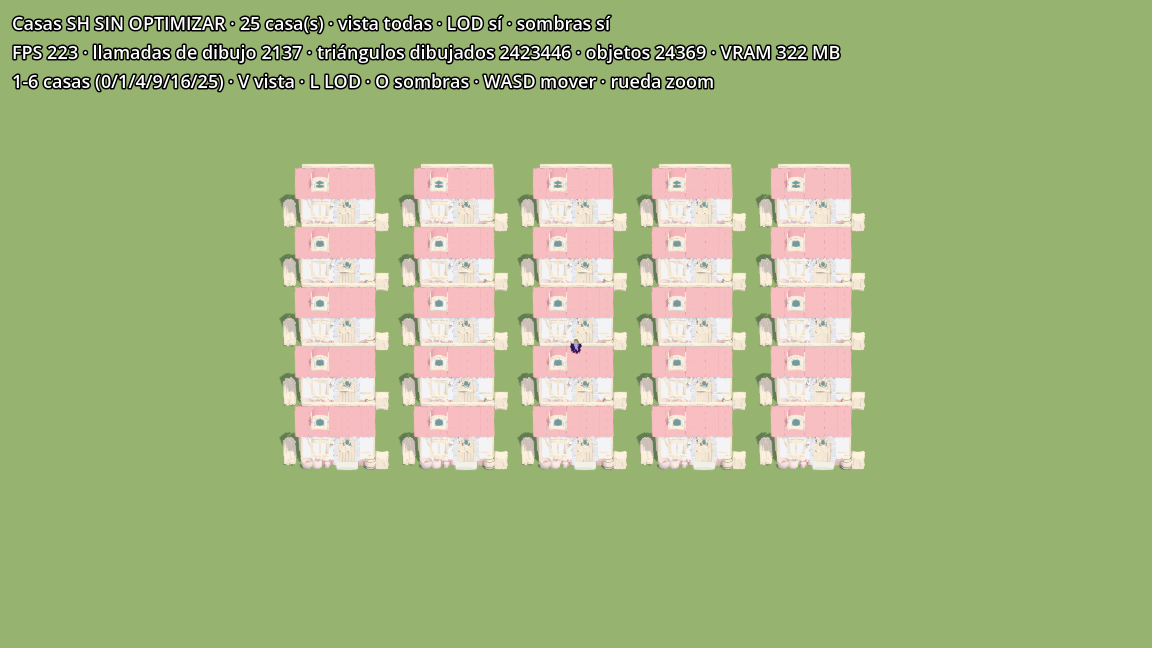 Casas SH SIN OPTIMIZAR · 25 casa(s) · vista todas · LOD sí · sombras sí
FPS 223 · llamadas de dibujo 2137 · triángulos dibujados 2423446 · objetos 24369 · VRAM 322 MB
1-6 casas (0/1/4/9/16/25) · V vista · L LOD · O sombras · WASD mover · rueda zoom